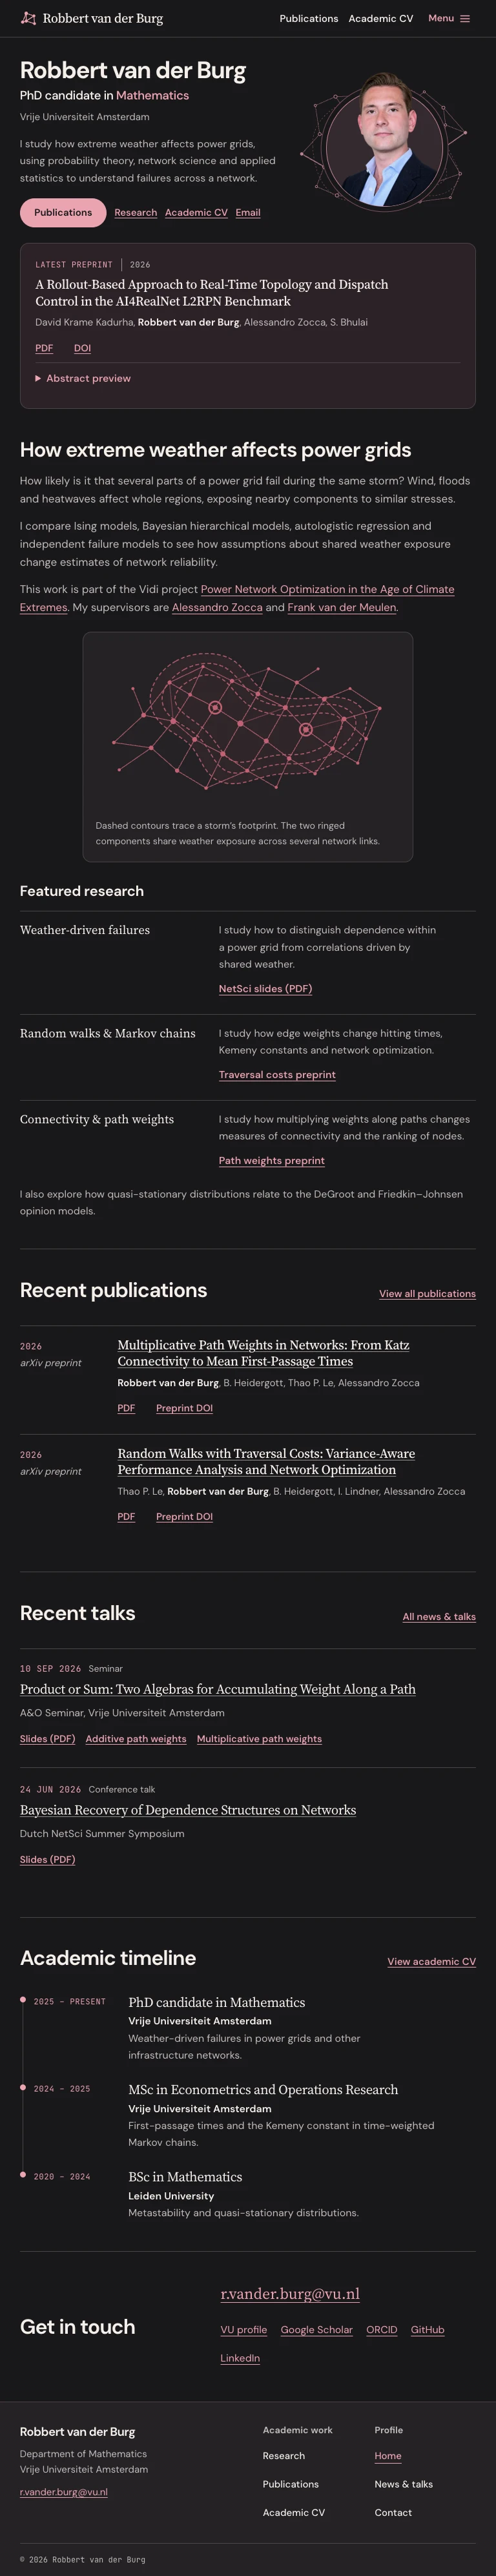 Robbert van der Burg
Publications Academic CV Menu
Robbert van der Burg
PhD candidate in Mathematics
Vrije Universiteit Amsterdam
I study how extreme weather affects power grids,
using probability theory, network science and applied
statistics to understand failures across a network.
Publications Research Academic CV Email
LATEST PREPRINT 2026
A Rollout-Based Approach to Real-Time Topology and Dispatch
Control in the AI4RealNet L2RPN Benchmark
David Krame Kadurha, Robbert van der Burg, Alessandro Zocca, S. Bhulai
PDF DOI
Abstract preview
How extreme weather affects power grids
How likely is it that several parts of a power grid fail during the same storm? Wind, floods
and heatwaves affect whole regions, exposing nearby components to similar stresses.
I compare Ising models, Bayesian hierarchical models, autologistic regression and
independent failure models to see how assumptions about shared weather exposure
change estimates of network reliability.
This work is part of the Vidi project Power Network Optimization in the Age of Climate
Extremes. My supervisors are Alessandro Zocca and Frank van der Meulen.
Dashed contours trace a storm's footprint. The two ringed
components share weather exposure across several network links.
Featured research
Weather-driven failures
I study how to distinguish dependence within
a power grid from correlations driven by
shared weather.
NetSci slides (PDF)
Random walks & Markov chains
I study how edge weights change hitting times,
Kemeny constants and network optimization.
Traversal costs preprint
Connectivity & path weights
I study how multiplying weights along paths changes
measures of connectivity and the ranking of nodes.
Path weights preprint
I also explore how quasi-stationary distributions relate to the DeGroot and Friedkin–Johnsen
opinion models.
Recent publications
View all publications
2026
arXiv preprint
Multiplicative Path Weights in Networks: From Katz
Connectivity to Mean First-Passage Times
Robbert van der Burg, B. Heidergott, Thao P. Le, Alessandro Zocca
PDF Preprint DOI
2026
arXiv preprint
Random Walks with Traversal Costs: Variance-Aware
Performance Analysis and Network Optimization
Thao P. Le, Robbert van der Burg, B. Heidergott, I. Lindner, Alessandro Zocca
PDF Preprint DOI
Recent talks
All news & talks
10 SEP 2026 Seminar
Product or Sum: Two Algebras for Accumulating Weight Along a Path
A&O Seminar, Vrije Universiteit Amsterdam
Slides (PDF) Additive path weights Multiplicative path weights
24 JUN 2026 Conference talk
Bayesian Recovery of Dependence Structures on Networks
Dutch NetSci Summer Symposium
Slides (PDF)
Academic timeline
View academic CV
2025 – PRESENT
PhD candidate in Mathematics
Vrije Universiteit Amsterdam
Weather-driven failures in power grids and other
infrastructure networks.
2024 – 2025
MSc in Econometrics and Operations Research
Vrije Universiteit Amsterdam
First-passage times and the Kemeny constant in time-weighted
Markov chains.
2020 – 2024
BSc in Mathematics
Leiden University
Metastability and quasi-stationary distributions.
Get in touch
r.vander.burg@vu.nl
VU profile Google Scholar ORCID GitHub
LinkedIn
Robbert van der Burg
Department of Mathematics
Vrije Universiteit Amsterdam
r.vander.burg@vu.nl
Academic work
Research
Publications
Academic CV
Profile
Home
News & talks
Contact
© 2026 Robbert van der Burg